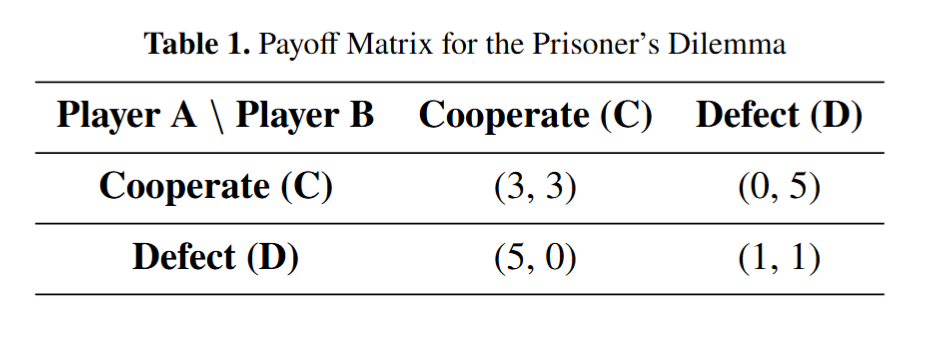 Table 1. Payoff Matrix for the Prisoner’s Dilemma
Player A \ Player B Cooperate (C) Defect (D)
Cooperate (C) (3, 3) (0, 5)
Defect (D) (5, 0) (1, 1)